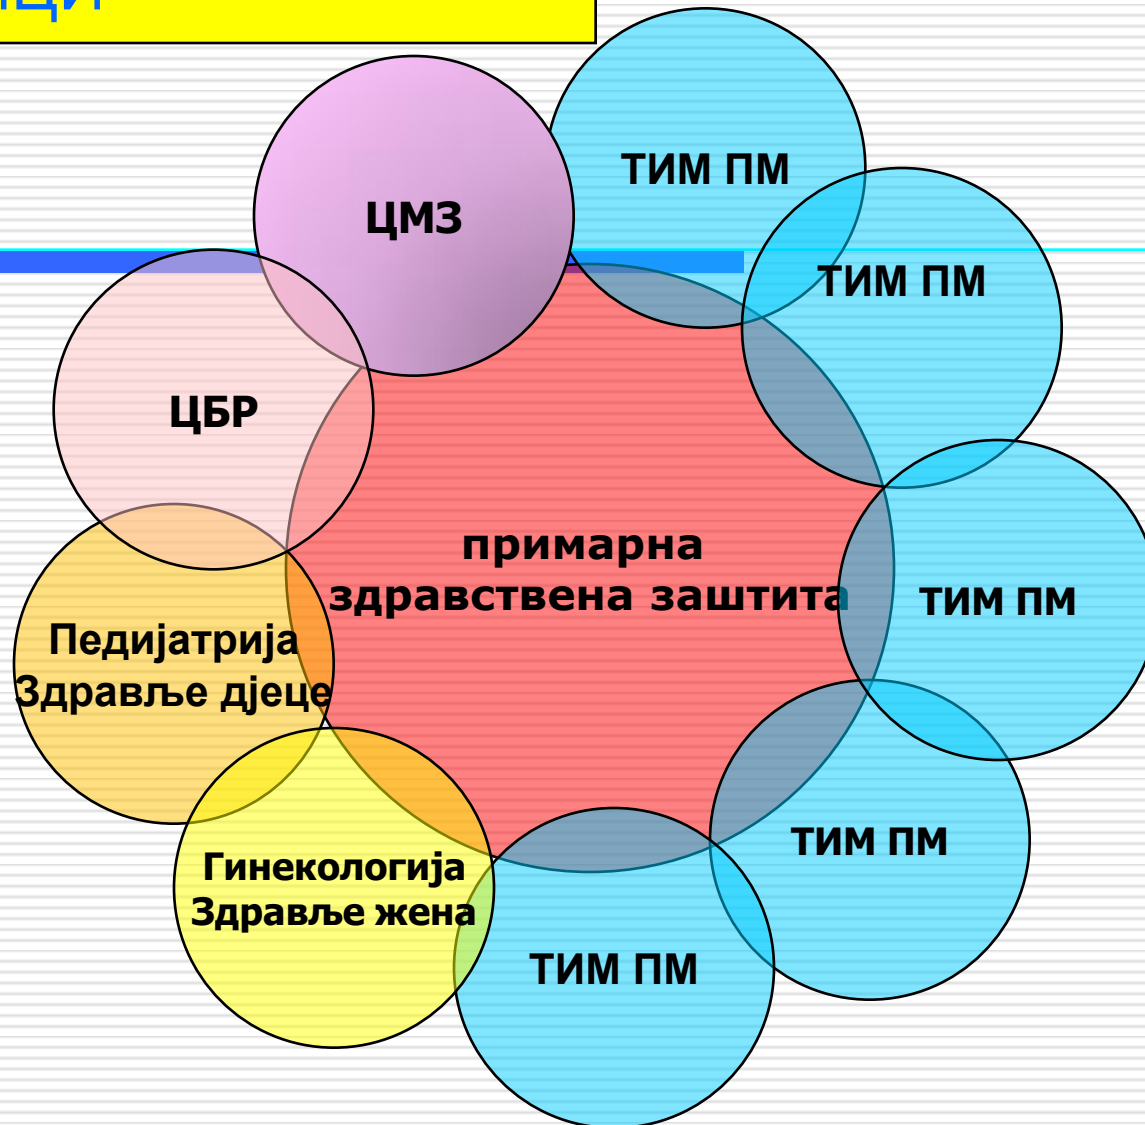 ТИМ ПМ
ЦМЗ
ТИМ ПМ
ЦБР
примарна
здравствена заштита
ТИМ ПМ
Педијатрија
Здравље дјеце
ТИМ ПМ
Гинекологија
Здравље жена
ТИМ ПМ